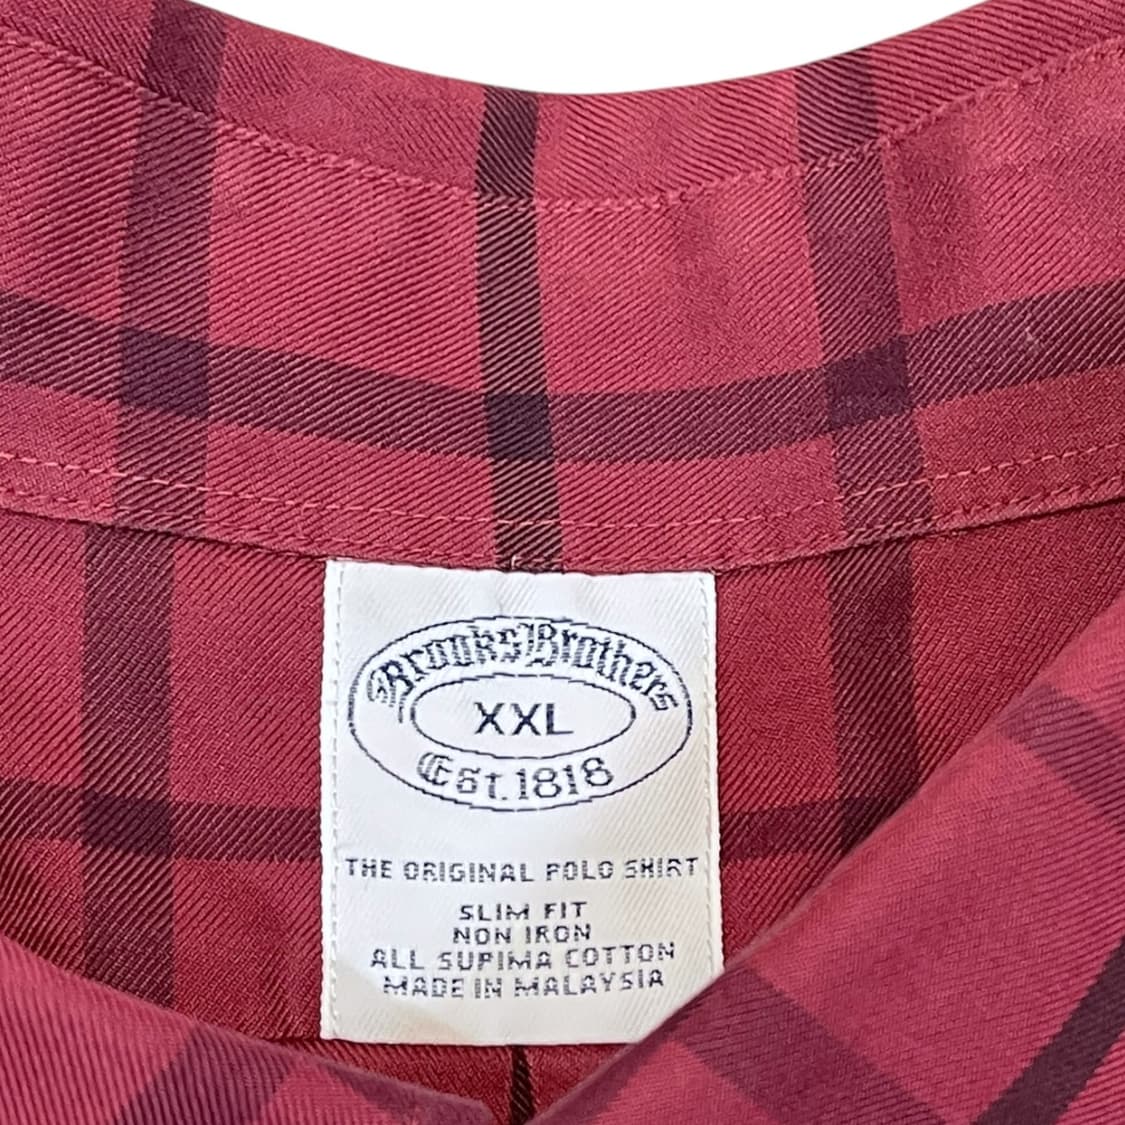 Brooks Brothers
XXL
Est. 1818
THE ORIGINAL POLO SHIRT
SLIM FIT
NON IRON
ALL SUPIMA COTTON
MADE IN MALAYSIA